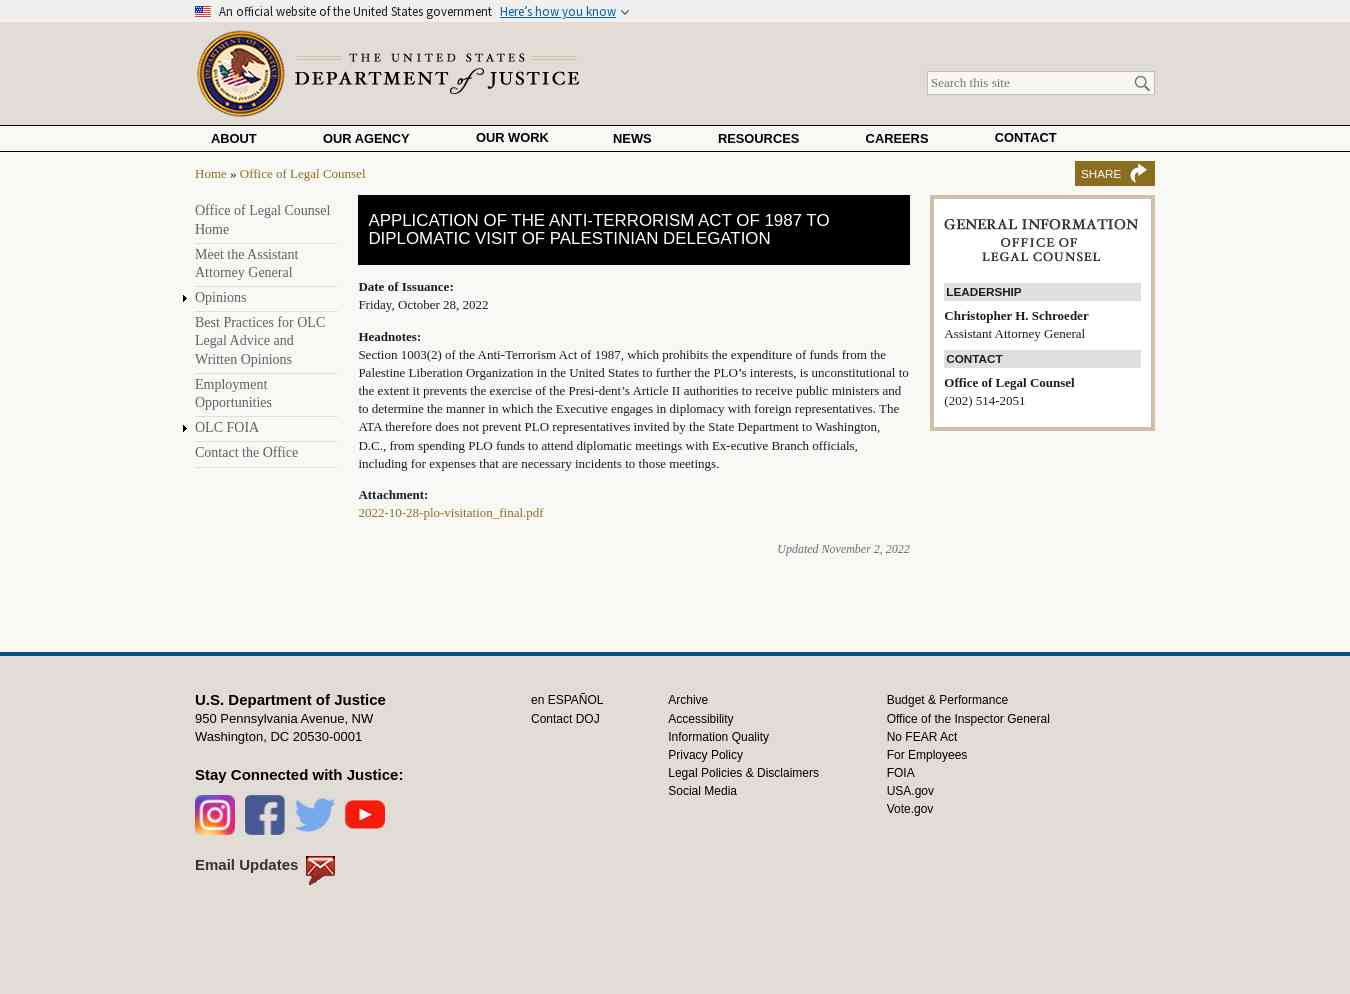 An official website of the United States government Here's how you know
THE UNITED STATES
DEPARTMENT of JUSTICE
Search this site
ABOUT OUR AGENCY OUR WORK NEWS RESOURCES CAREERS CONTACT
Home » Office of Legal Counsel
SHARE
Office of Legal Counsel
Home
Meet the Assistant
Attorney General
Opinions
Best Practices for OLC
Legal Advice and
Written Opinions
Employment
Opportunities
OLC FOIA
Contact the Office
APPLICATION OF THE ANTI-TERRORISM ACT OF 1987 TO
DIPLOMATIC VISIT OF PALESTINIAN DELEGATION
Date of Issuance:
Friday, October 28, 2022
Headnotes:
Section 1003(2) of the Anti-Terrorism Act of 1987, which prohibits the expenditure of funds from the
Palestine Liberation Organization in the United States to further the PLO's interests, is unconstitutional to
the extent it prevents the exercise of the Presi-dent's Article II authorities to receive public ministers and
to determine the manner in which the Executive engages in diplomacy with foreign representatives. The
ATA therefore does not prevent PLO representatives invited by the State Department to Washington,
D.C., from spending PLO funds to attend diplomatic meetings with Ex-ecutive Branch officials,
including for expenses that are necessary incidents to those meetings.
Attachment:
2022-10-28-plo-visitation_final.pdf
Updated November 2, 2022
GENERAL INFORMATION
OFFICE OF
LEGAL COUNSEL
LEADERSHIP
Christopher H. Schroeder
Assistant Attorney General
CONTACT
Office of Legal Counsel
(202) 514-2051
U.S. Department of Justice
950 Pennsylvania Avenue, NW
Washington, DC 20530-0001
Stay Connected with Justice:
Email Updates
en ESPAÑOL
Contact DOJ
Archive
Accessibility
Information Quality
Privacy Policy
Legal Policies & Disclaimers
Social Media
Budget & Performance
Office of the Inspector General
No FEAR Act
For Employees
FOIA
USA.gov
Vote.gov